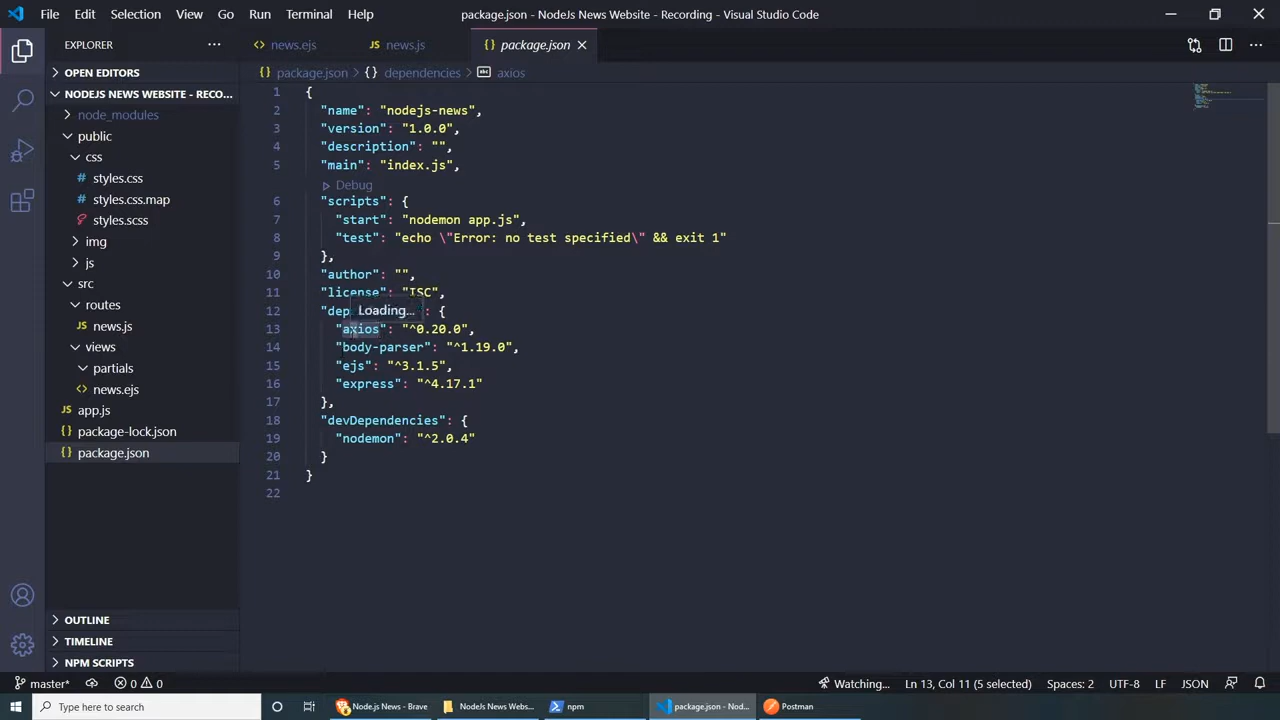 File Edit Selection View Go Run Terminal Help
package.json - NodeJs News Website - Recording - Visual Studio Code
EXPLORER
news.ejs
JS news.js
{} package.json
OPEN EDITORS
{} package.json > {} dependencies > abc axios
NODEJS NEWS WEBSITE - RECO...
node_modules
public
css
styles.css
styles.css.map
styles.scss
img
js
src
routes
JS news.js
views
partials
news.ejs
JS app.js
{} package-lock.json
{} package.json
OUTLINE
TIMELINE
NPM SCRIPTS
1 {
2 "name": "nodejs-news",
3 "version": "1.0.0",
4 "description": "",
5 "main": "index.js",
Debug
6 "scripts": {
7 "start": "nodemon app.js",
8 "test": "echo \"Error: no test specified\" && exit 1"
9 },
10 "author": "",
11 "license": "ISC",
12 "dep Loading... : {
13 "axios": "^0.20.0",
14 "body-parser": "^1.19.0",
15 "ejs": "^3.1.5",
16 "express": "^4.17.1"
17 },
18 "devDependencies": {
19 "nodemon": "^2.0.4"
20 }
21 }
22
master* 0 0
Watching... Ln 13, Col 11 (5 selected) Spaces: 2 UTF-8 LF JSON
Type here to search
Node.js News - Brave
NodeJs News Webs...
npm
package.json - Nod...
Postman